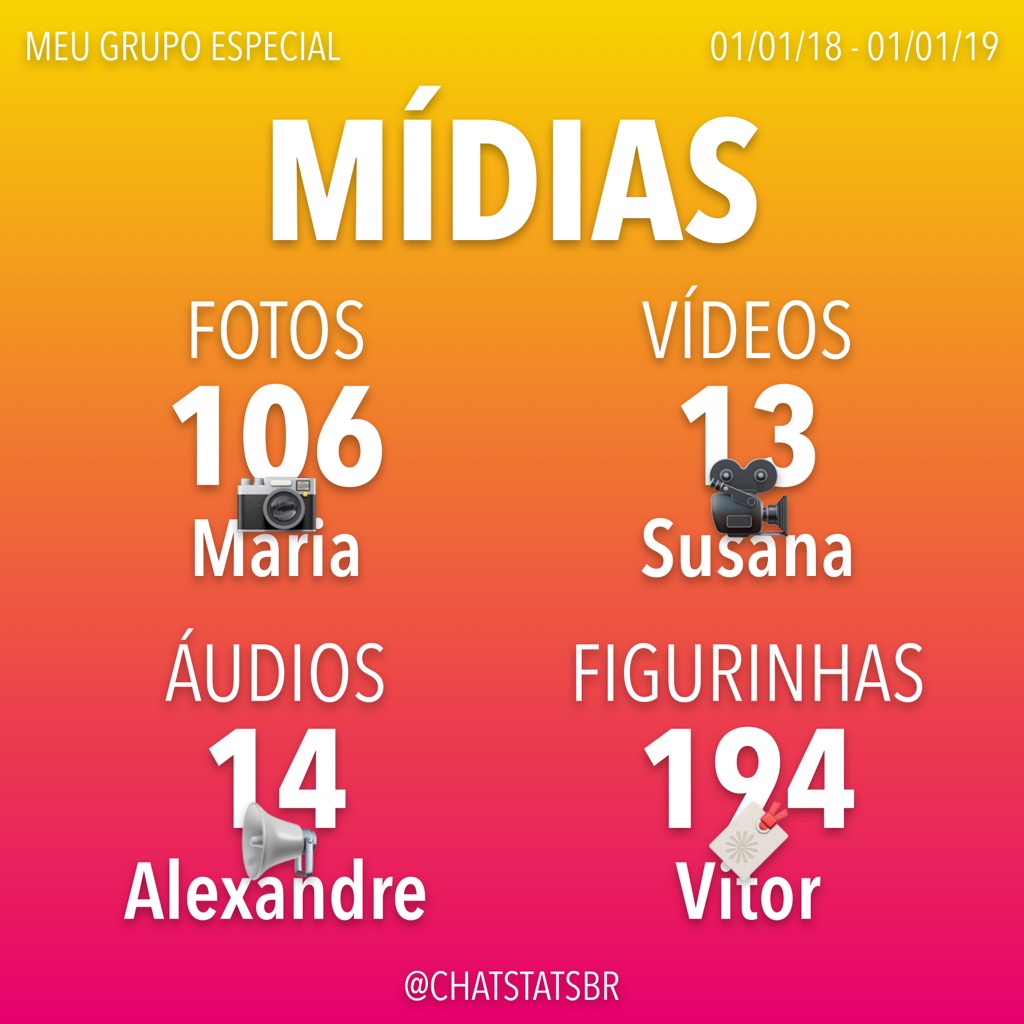 MEU GRUPO ESPECIAL
01/01/18 - 01/01/19
MÍDIAS
FOTOS
106
Maria
VÍDEOS
13
Susana
ÁUDIOS
14
Alexandre
FIGURINHAS
194
Vitor
@CHATSTATSBR